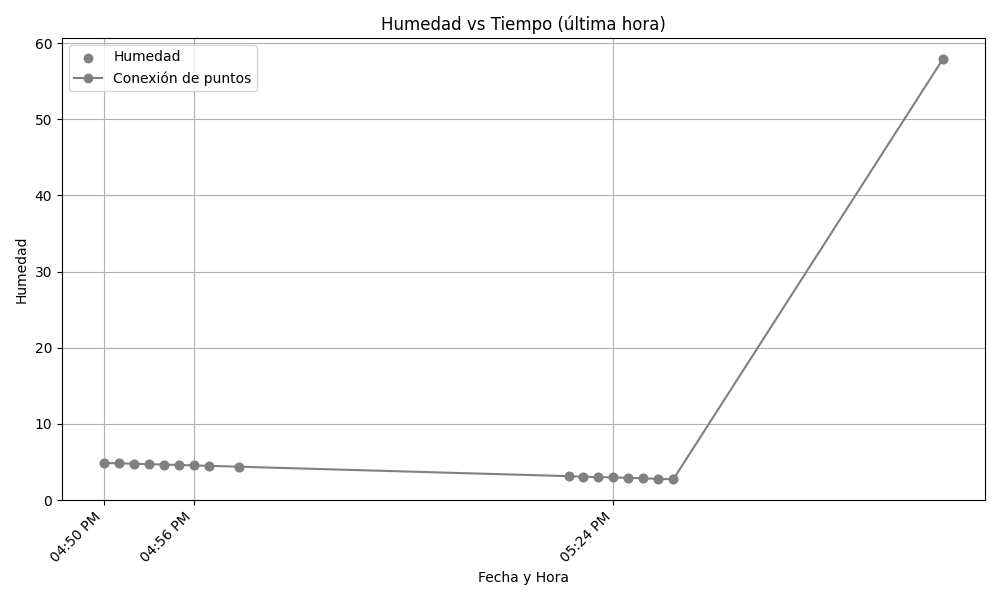 Humedad vs Tiempo (última hora)
Humedad
Conexión de puntos
60
50
40
30
20
10
0
Humedad
04:50 PM
04:56 PM
05:24 PM
Fecha y Hora